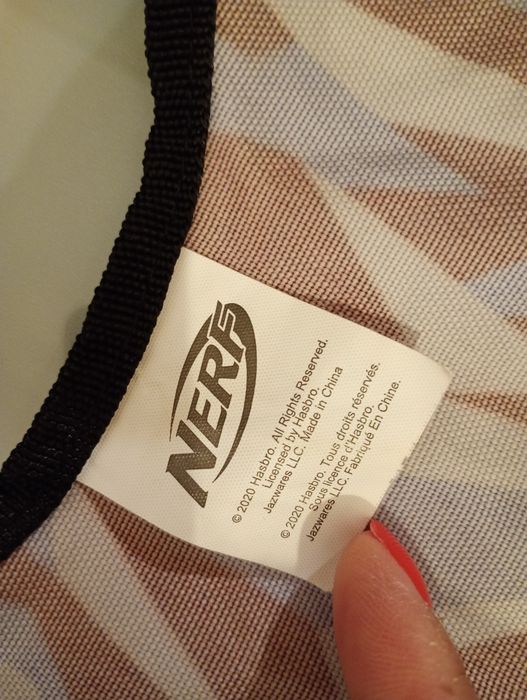 NERF
© 2020 Hasbro. All Rights Reserved.
Licensed by Hasbro.
Jazwares LLC. Made in China
© 2020 Hasbro. Tous droits réservés.
Sous licence d'Hasbro,
Jazwares LLC. Fabriqué En Chine.